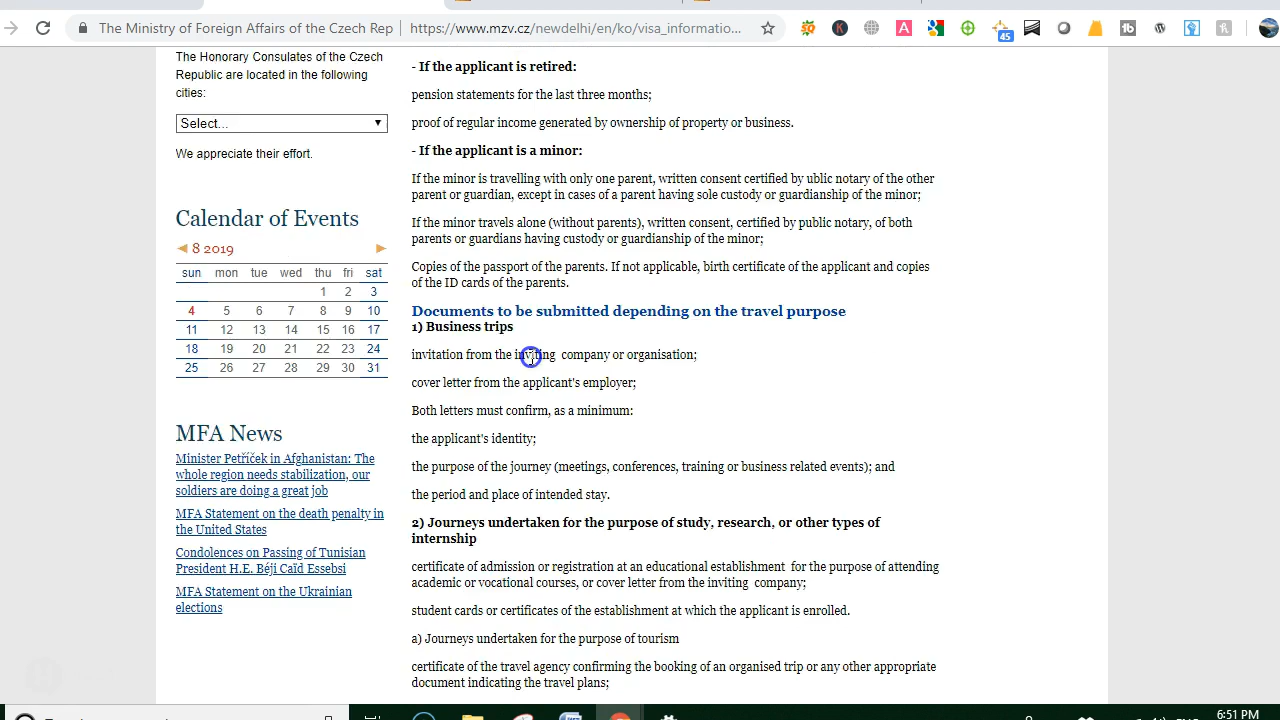 The Ministry of Foreign Affairs of the Czech Rep
https://www.mzv.cz/newdelhi/en/ko/visa_informatio...
45
The Honorary Consulates of the Czech
Republic are located in the following
cities:
Select...
We appreciate their effort.
Calendar of Events
8 2019
sun mon tue wed thu fri sat
1 2 3
4 5 6 7 8 9 10
11 12 13 14 15 16 17
18 19 20 21 22 23 24
25 26 27 28 29 30 31
MFA News
Minister Petříček in Afghanistan: The
whole region needs stabilization, our
soldiers are doing a great job
MFA Statement on the death penalty in
the United States
Condolences on Passing of Tunisian
President H.E. Béji Caïd Essebsi
MFA Statement on the Ukrainian
elections
- If the applicant is retired:
pension statements for the last three months;
proof of regular income generated by ownership of property or business.
- If the applicant is a minor:
If the minor is travelling with only one parent, written consent certified by ublic notary of the other
parent or guardian, except in cases of a parent having sole custody or guardianship of the minor;
If the minor travels alone (without parents), written consent, certified by public notary, of both
parents or guardians having custody or guardianship of the minor;
Copies of the passport of the parents. If not applicable, birth certificate of the applicant and copies
of the ID cards of the parents.
Documents to be submitted depending on the travel purpose
1) Business trips
invitation from the inviting company or organisation;
cover letter from the applicant's employer;
Both letters must confirm, as a minimum:
the applicant's identity;
the purpose of the journey (meetings, conferences, training or business related events); and
the period and place of intended stay.
2) Journeys undertaken for the purpose of study, research, or other types of
internship
certificate of admission or registration at an educational establishment for the purpose of attending
academic or vocational courses, or cover letter from the inviting company;
student cards or certificates of the establishment at which the applicant is enrolled.
a) Journeys undertaken for the purpose of tourism
certificate of the travel agency confirming the booking of an organised trip or any other appropriate
document indicating the travel plans;
6:51 PM